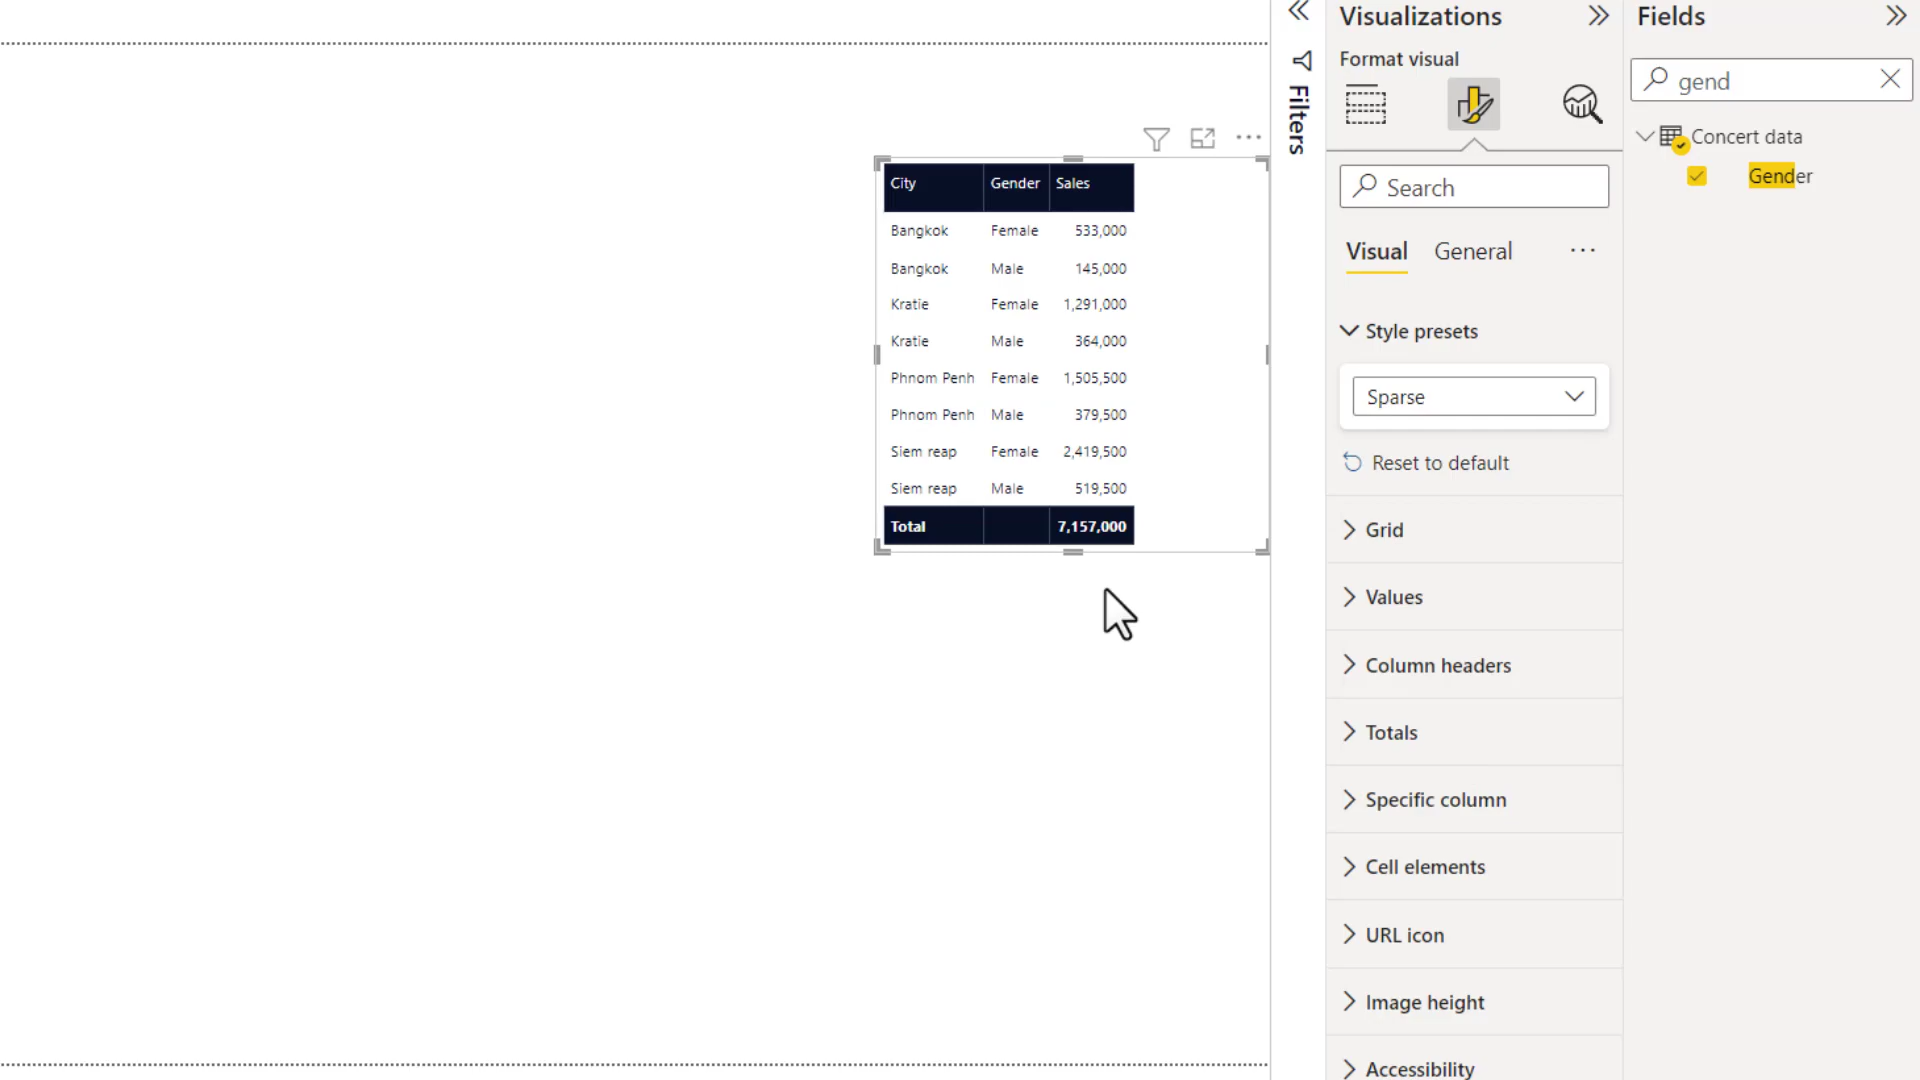 Visualizations
Fields
Format visual
Filters
gend
Concert data
Gender
Search
Visual
General
City Gender Sales
Bangkok Female 533,000
Bangkok Male 145,000
Kratie Female 1,291,000
Kratie Male 364,000
Phnom Penh Female 1,505,500
Phnom Penh Male 379,500
Siem reap Female 2,419,500
Siem reap Male 519,500
Total 7,157,000
Style presets
Sparse
Reset to default
Grid
Values
Column headers
Totals
Specific column
Cell elements
URL icon
Image height
Accessibility